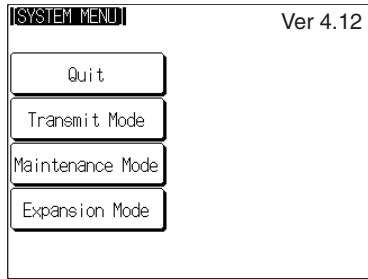 [SYSTEM MENU] Ver 4.12
Quit
Transmit Mode
Maintenance Mode
Expansion Mode